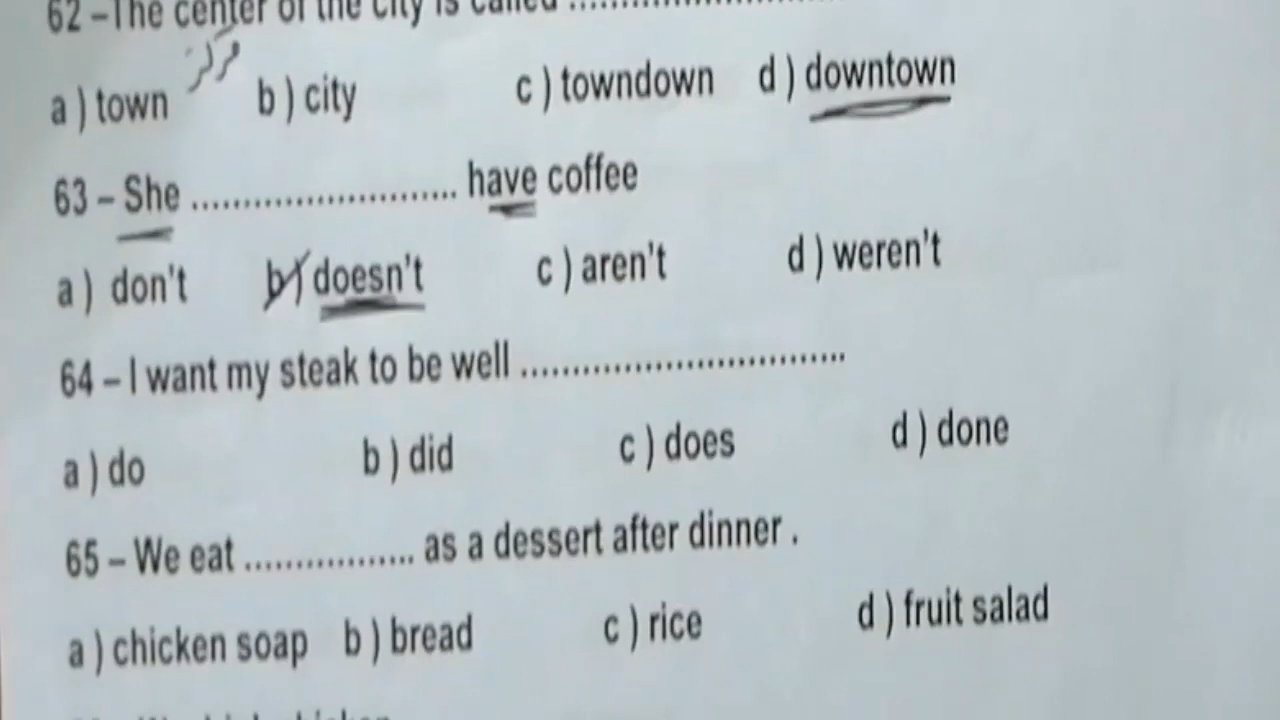 62 –The center of the city is called ........................
a ) town b ) city c ) towndown d ) downtown
63 – She .......................... have coffee
a ) don't b ) doesn't c ) aren't d ) weren't
64 – I want my steak to be well ................................
a ) do b ) did c ) does d ) done
65 – We eat ................. as a dessert after dinner .
a ) chicken soap b ) bread c ) rice d ) fruit salad